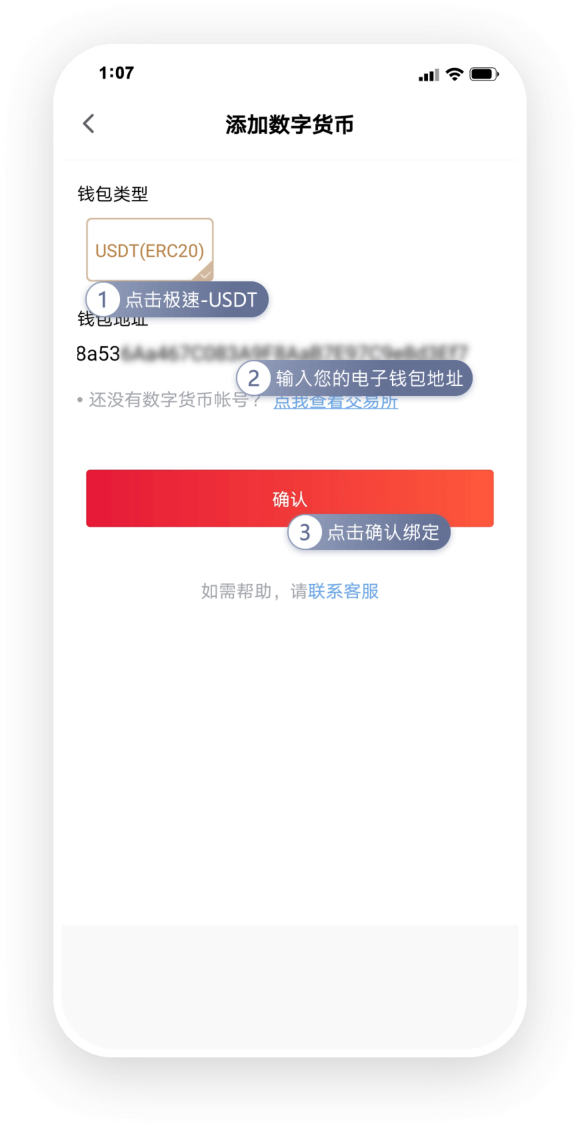 1:07
添加数字货币
钱包类型
USDT(ERC20)
1 点击极速-USDT
钱包地址
8a53
2 输入您的电子钱包地址
• 还没有数字货币帐号? 点我查看交易所
确认
3 点击确认绑定
如需帮助，请联系客服